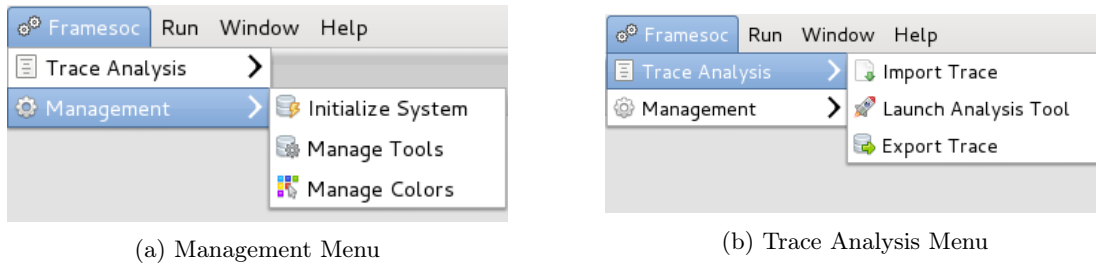 Framesoc Run Window Help
Trace Analysis
Management
Initialize System
Manage Tools
Manage Colors
(a) Management Menu
Framesoc Run Window Help
Trace Analysis
Management
Import Trace
Launch Analysis Tool
Export Trace
(b) Trace Analysis Menu